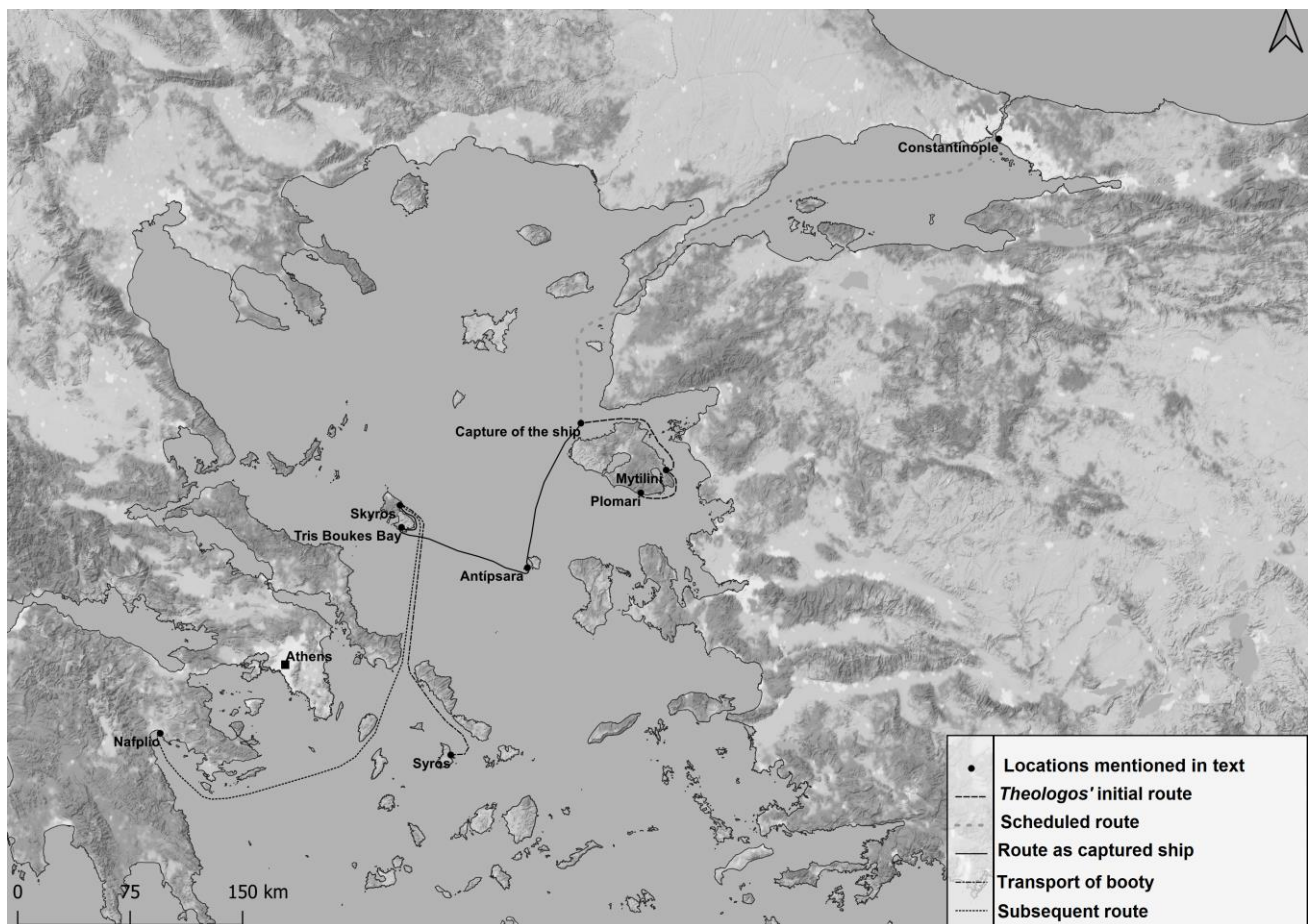 Constantinople
Capture of the ship
Mytilini
Plomari
Skyros
Tris Boukes Bay
Antipsara
Athens
Nafplio
Syros
Locations mentioned in text
Theologos' initial route
Scheduled route
Route as captured ship
Transport of booty
Subsequent route
0 75 150 km